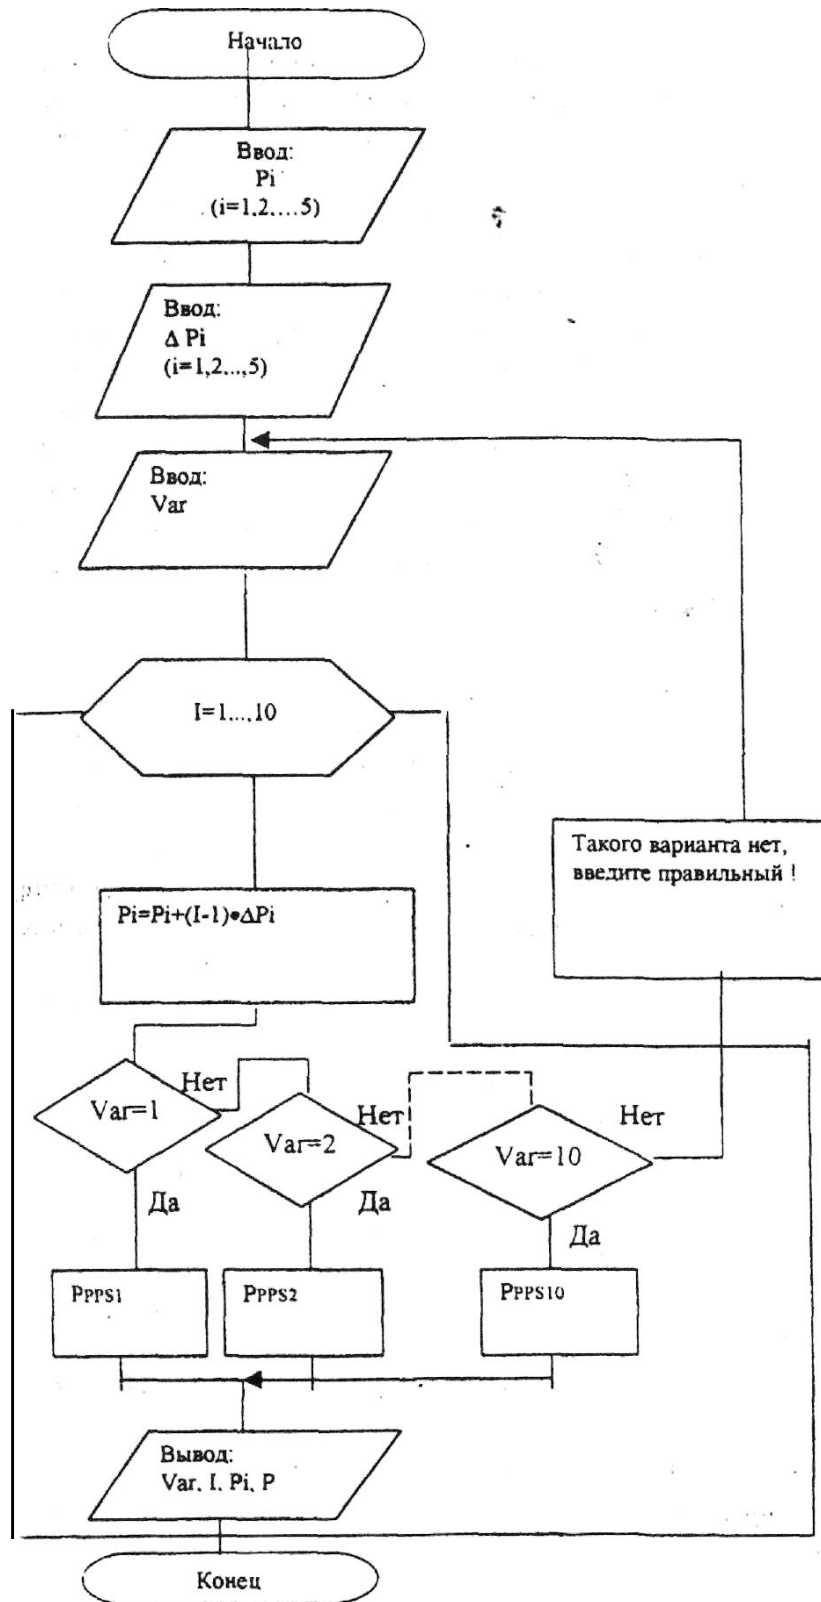 Начало
Ввод:
Pi
(i=1,2,...5)
Ввод:
Δ Pi
(i=1,2...,5)
Ввод:
Var
I=1...,10
Такого варианта нет,
введите правильный !
Pi=Pi+(I-1)•ΔPi
Var=1
Нет
Var=2
Нет
Var=10
Нет
Да
Да
Да
PPPS1
PPPS2
PPPS10
Вывод:
Var, I, Pi, P
Конец